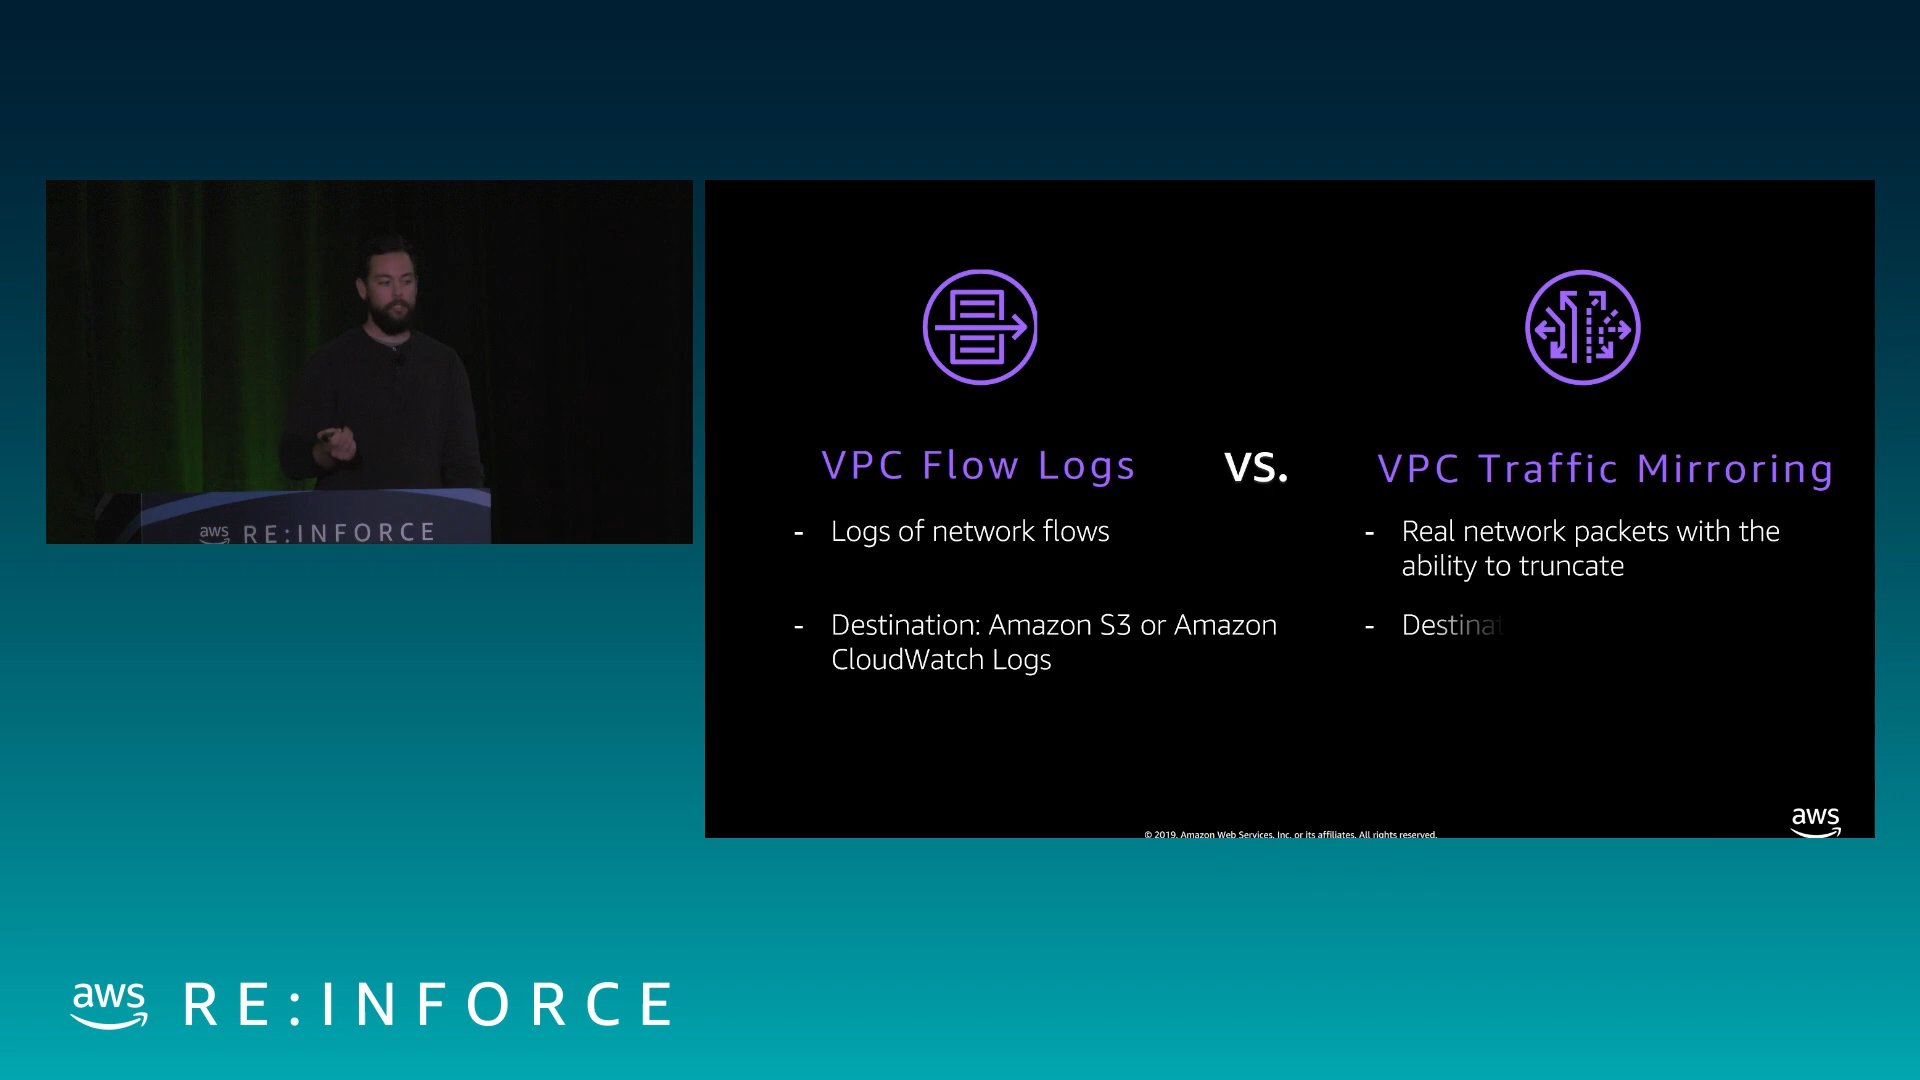 VPC Flow Logs
VS.
VPC Traffic Mirroring
- Logs of network flows
- Destination: Amazon S3 or Amazon
CloudWatch Logs
- Real network packets with the
ability to truncate
- Destinat
© 2019, Amazon Web Services, Inc. or its affiliates. All rights reserved.
aws
aws RE:INFORCE
aws RE:INFORCE